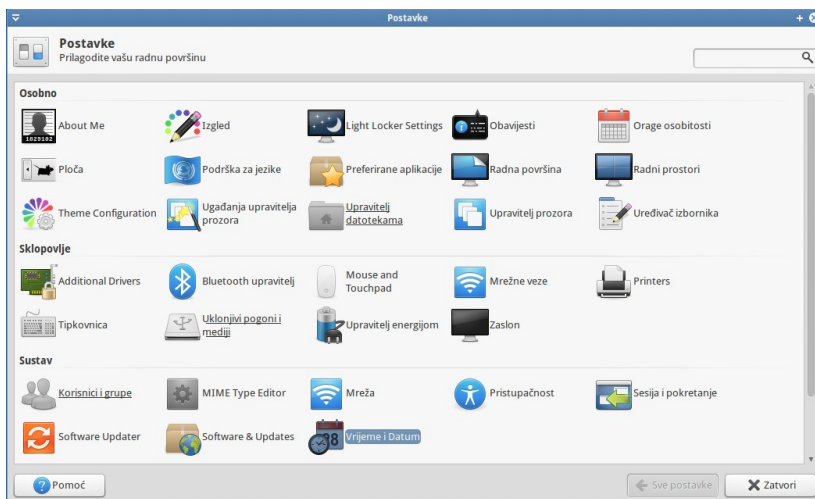 Postavke
Postavke
Prilagodite vašu radnu površinu
Osobno
About Me
Izgled
Light Locker Settings
Obavijesti
Orage osobitosti
Ploča
Podrška za jezike
Preferirane aplikacije
Radna površina
Radni prostori
Theme Configuration
Ugađanja upravitelja
prozora
Upravitelj
datotekama
Upravitelj prozora
Uređivač izbornika
Sklopovlje
Additional Drivers
Bluetooth upravitelj
Mouse and
Touchpad
Mrežne veze
Printers
Tipkovnica
Uklonjivi pogoni i
mediji
Upravitelj energijom
Zaslon
Sustav
Korisnici i grupe
MIME Type Editor
Mreža
Pristupačnost
Sesija i pokretanje
Software Updater
Software & Updates
Vrijeme i Datum
Pomoć
Sve postavke
Zatvori